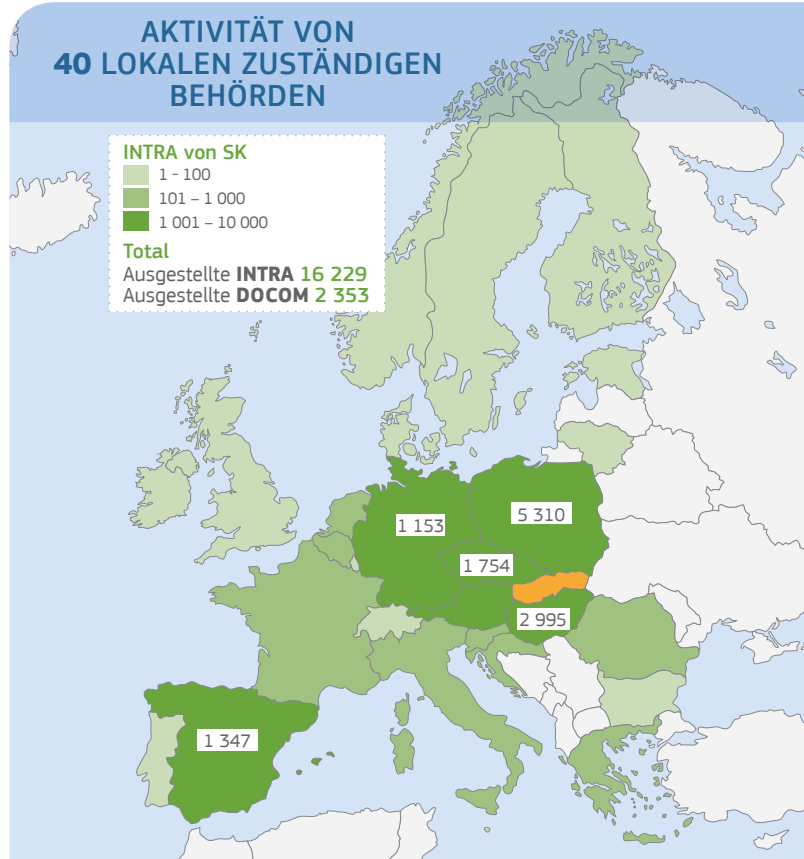 AKTIVITÄT VON
40 LOKALEN ZUSTÄNDIGEN
BEHÖRDEN
INTRA von SK
1 - 100
101 – 1 000
1 001 – 10 000
Total
Ausgestellte INTRA 16 229
Ausgestellte DOCOM 2 353
5 310
1 153
1 754
2 995
1 347